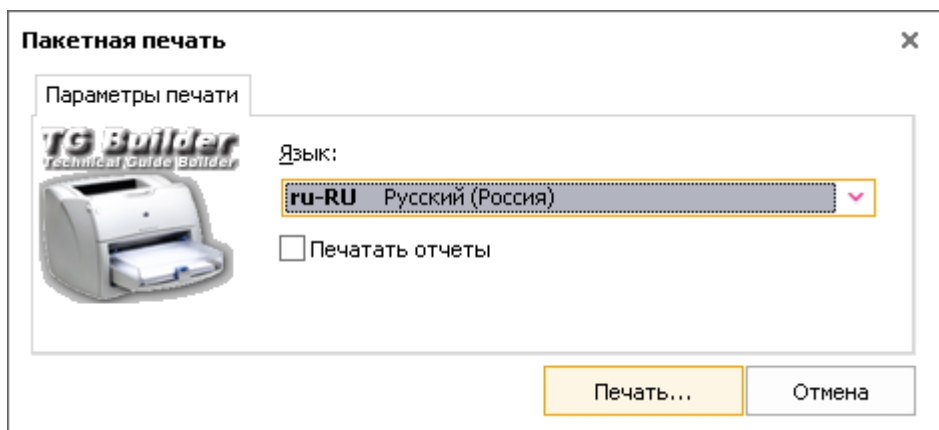 Пакетная печать
Параметры печати
TG Builder
Technical Guide Builder
Язык:
ru-RU Русский (Россия)
Печатать отчеты
Печать...
Отмена